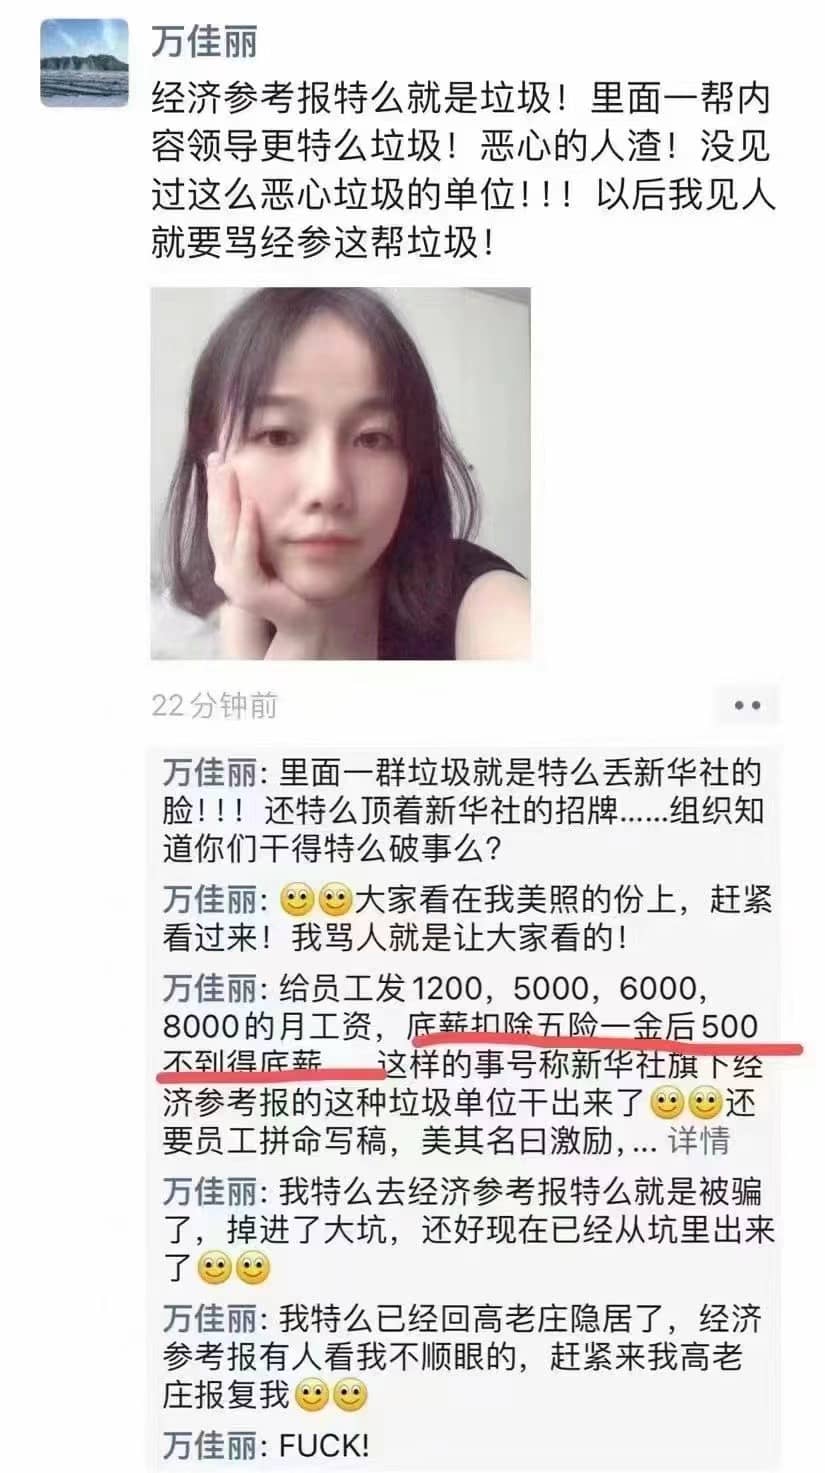 万佳丽
经济参考报特么就是垃圾！里面一帮内
容领导更特么垃圾！恶心的人渣！没见
过这么恶心垃圾的单位！！！以后我见人
就要骂经参这帮垃圾！
22分钟前
万佳丽: 里面一群垃圾就是特么丢新华社的
脸！！！还特么顶着新华社的招牌……组织知
道你们干得特么破事么？
万佳丽: 大家看在我美照的份上，赶紧
看过来！我骂人就是让大家看的！
万佳丽: 给员工发1200，5000，6000，
8000的月工资，底薪扣除五险一金后500
不到得底薪……这样的事号称新华社旗下经
济参考报的这种垃圾单位干出来了还
要员工拼命写稿，美其名曰激励，... 详情
万佳丽: 我特么去经济参考报特么就是被骗
了，掉进了大坑，还好现在已经从坑里出来
了
万佳丽: 我特么已经回高老庄隐居了，经济
参考报有人看我不顺眼的，赶紧来我高老
庄报复我
万佳丽: FUCK!